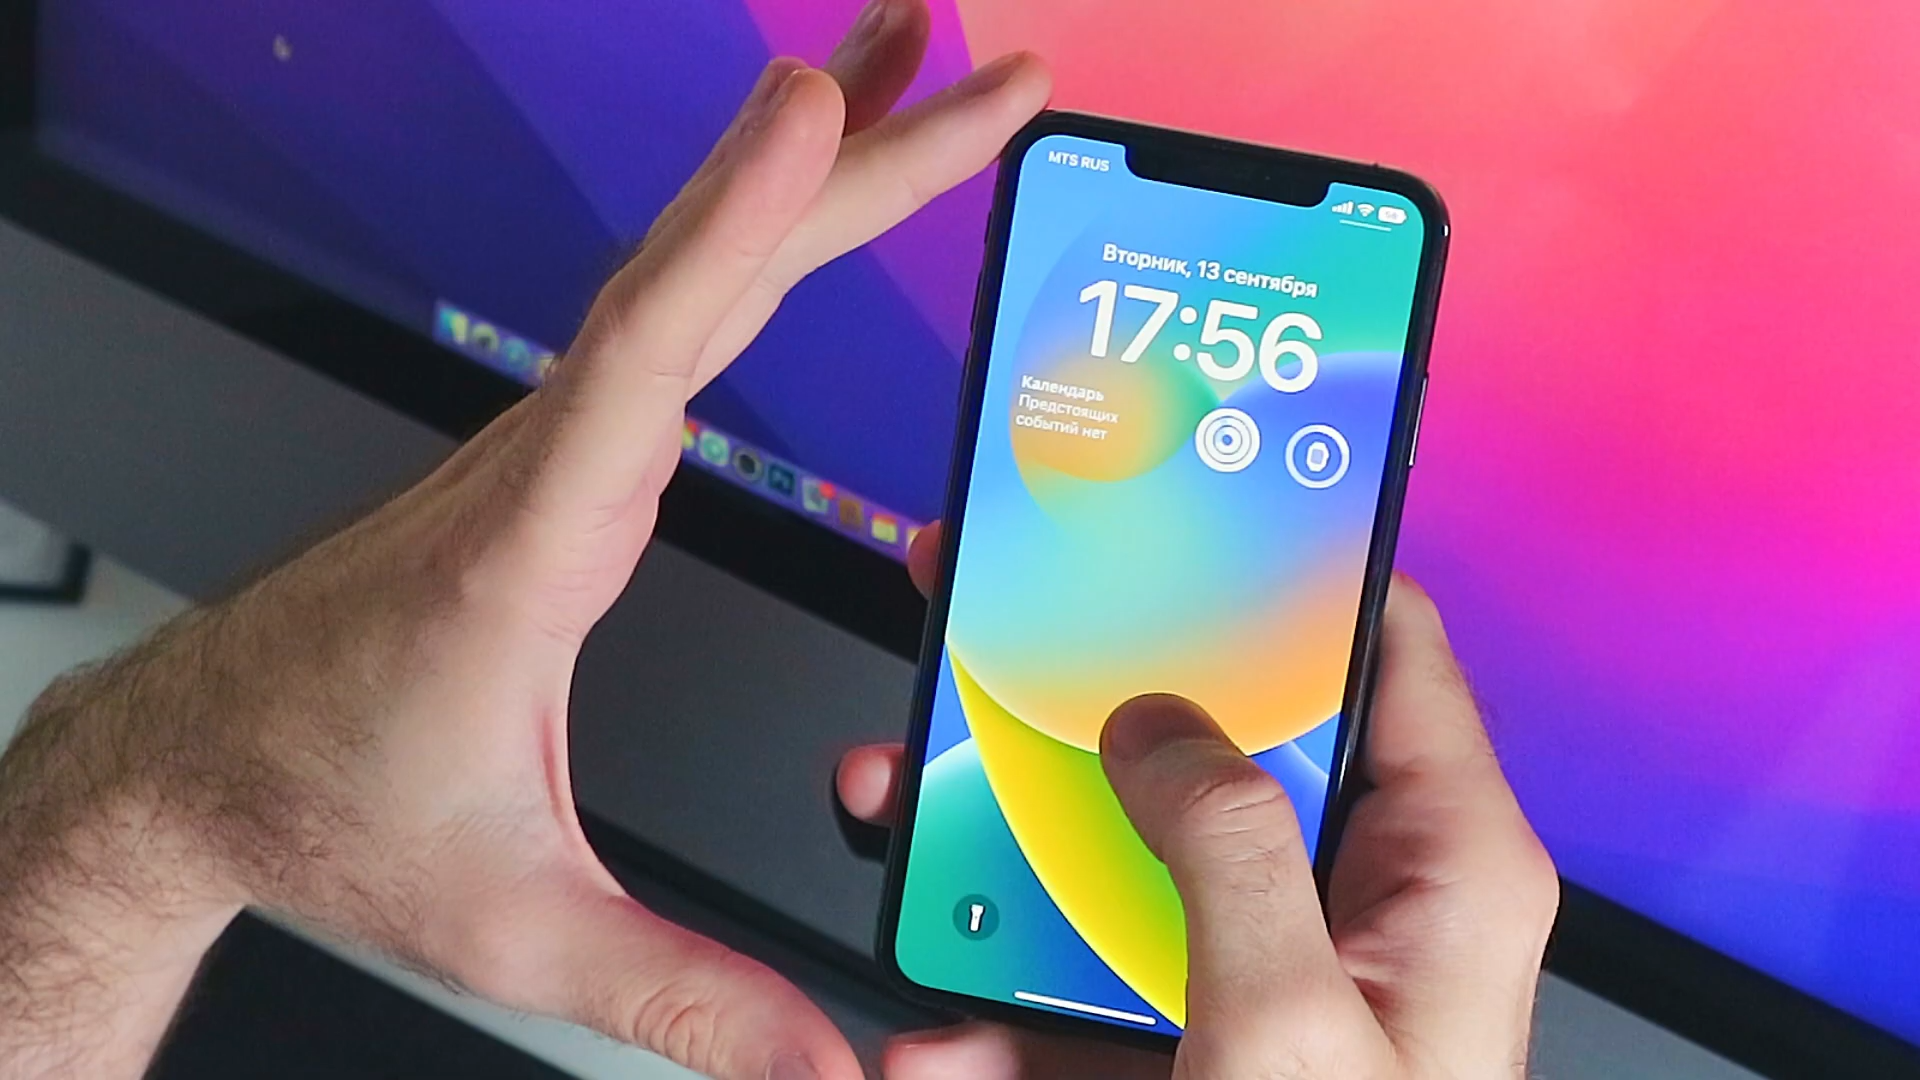 MTS RUS
Вторник, 13 сентября
17:56
Календарь
Предстоящих
событий нет